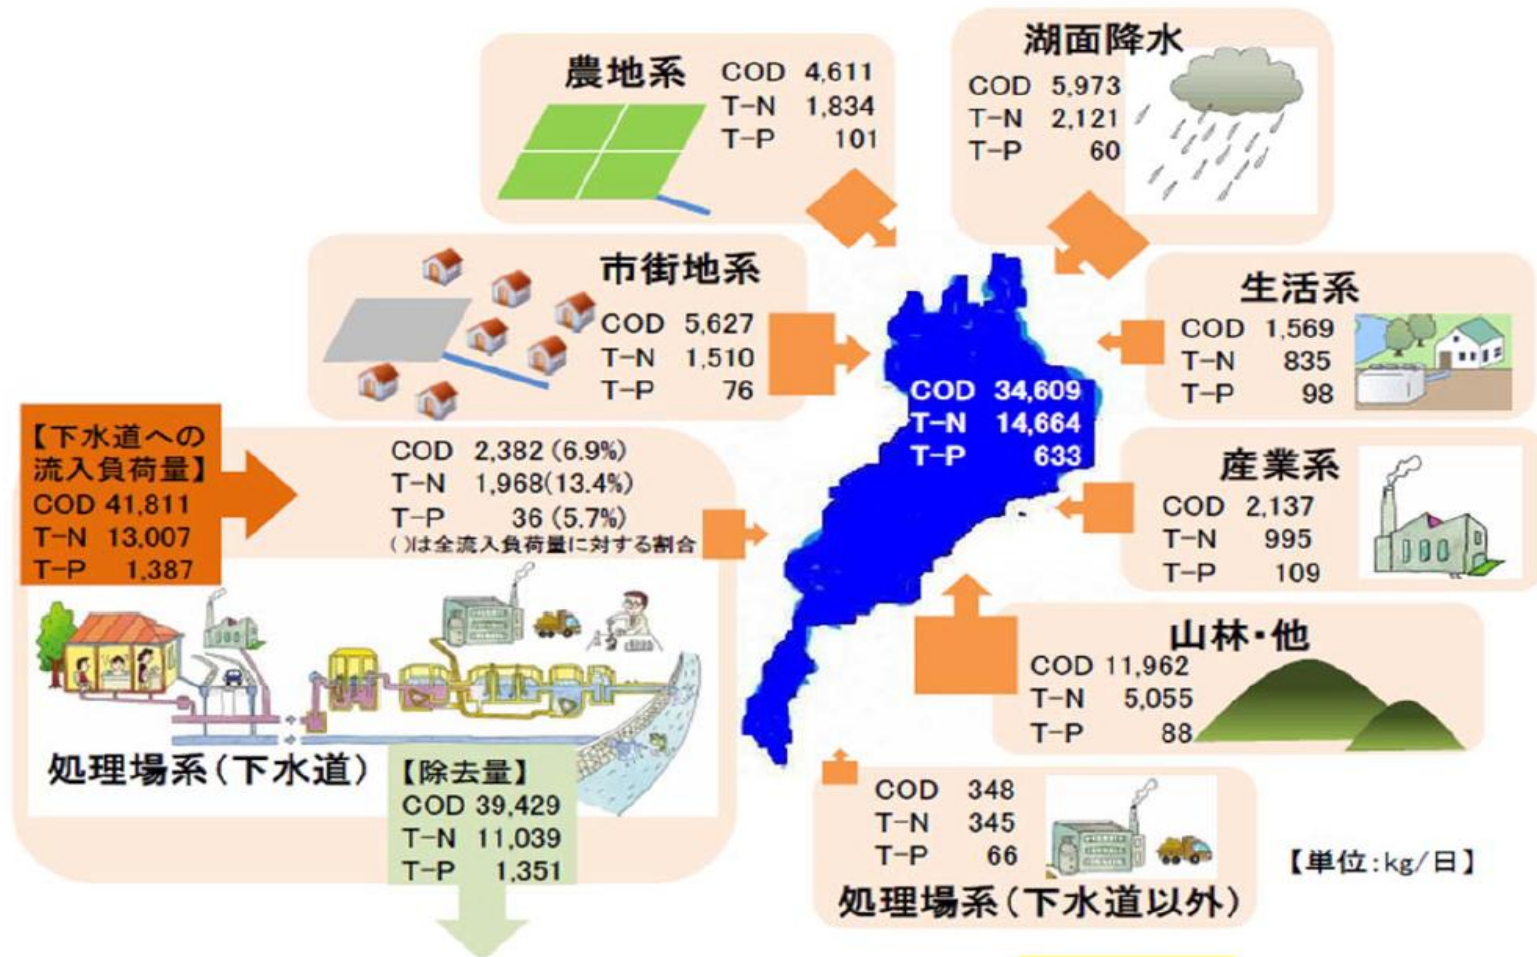 農地系
COD 4,611
T-N 1,834
T-P 101
湖面降水
COD 5,973
T-N 2,121
T-P 60
市街地系
COD 5,627
T-N 1,510
T-P 76
生活系
COD 1,569
T-N 835
T-P 98
COD 34,609
T-N 14,664
T-P 633
【下水道への
流入負荷量】
COD 41,811
T-N 13,007
T-P 1,387
COD 2,382 (6.9%)
T-N 1,968(13.4%)
T-P 36 (5.7%)
( )は全流入負荷量に対する割合
産業系
COD 2,137
T-N 995
T-P 109
山林・他
COD 11,962
T-N 5,055
T-P 88
処理場系(下水道)
【除去量】
COD 39,429
T-N 11,039
T-P 1,351
COD 348
T-N 345
T-P 66
処理場系(下水道以外)
【単位:kg/日】